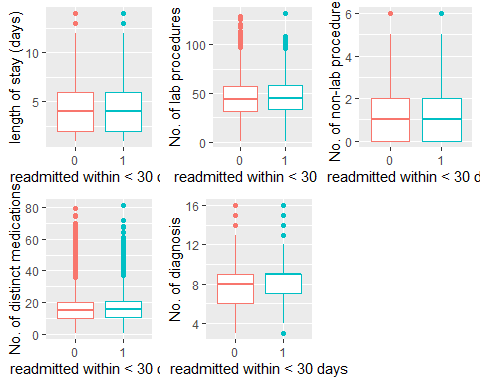 length of stay (days)
10
5
0 1
readmitted within < 30 d
No. of lab procedures
100
50
0
0 1
readmitted within < 30
No. of non-lab procedure
6
4
2
0
0 1
readmitted within < 30 d
No. of distinct medications
80
60
40
20
0
0 1
readmitted within < 30 d
No. of diagnosis
16
12
8
4
0 1
readmitted within < 30 days